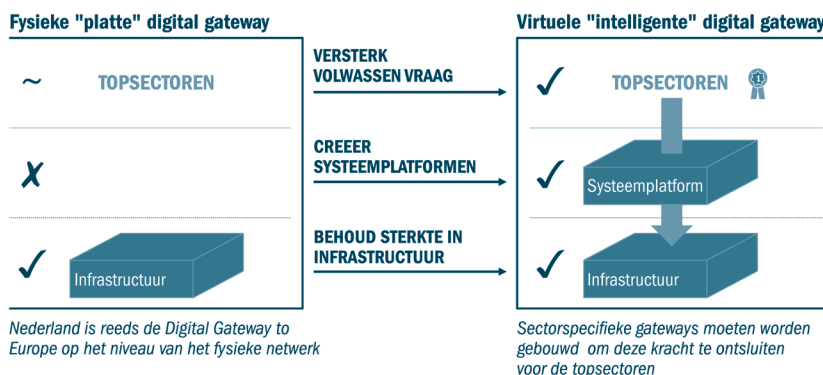 Fysieke "platte" digital gateway
~
TOPSECTOREN
✗
✓
Infrastructuur
Nederland is reeds de Digital Gateway to
Europe op het niveau van het fysieke netwerk
VERSTERK
VOLWASSEN VRAAG
CREEER
SYSTEEMPLATFORMEN
BEHOUD STERKTE IN
INFRASTRUCTUUR
Virtuele "intelligente" digital gateway
✓
TOPSECTOREN
1
✓
Systeemplatform
✓
Infrastructuur
Sectorspecifieke gateways moeten worden
gebouwd om deze kracht te ontsluiten
voor de topsectoren